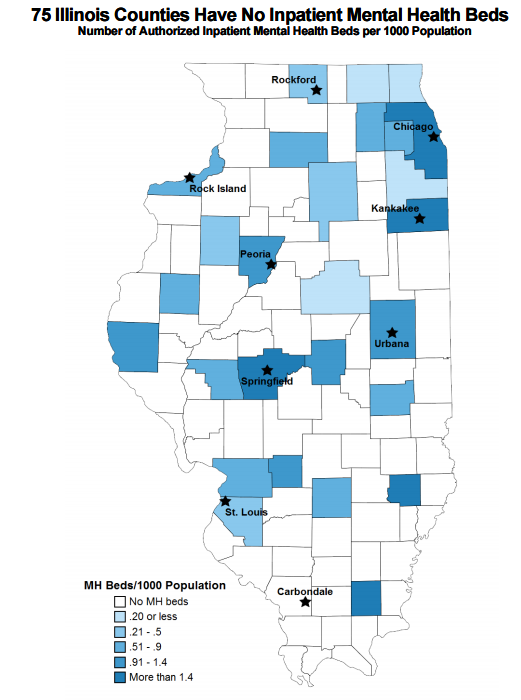 75 Illinois Counties Have No Inpatient Mental Health Beds
Number of Authorized Inpatient Mental Health Beds per 1000 Population
Rockford
Chicago
Rock Island
Kankakee
Peoria
Urbana
Springfield
St. Louis
Carbondale
MH Beds/1000 Population
No MH beds
.20 or less
.21 - .5
.51 - .9
.91 - 1.4
More than 1.4